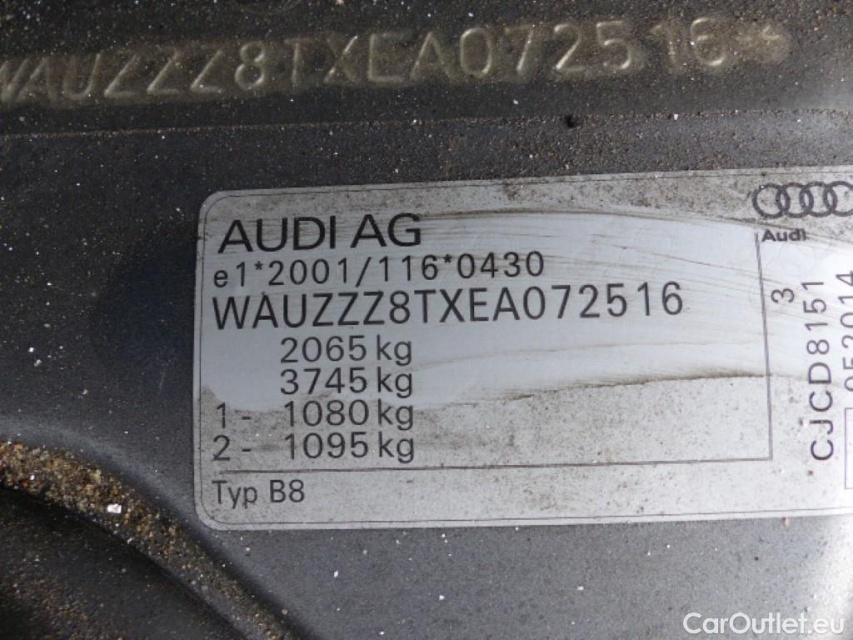 WAUZZZ8TXEA072516*
AUDI AG
e1*2001/116*0430
WAUZZZ8TXEA072516
2065 kg
3745 kg
1 - 1080 kg
2 - 1095 kg
Typ B8
Audi
3
CJCD8151
052014
CarOutlet.eu